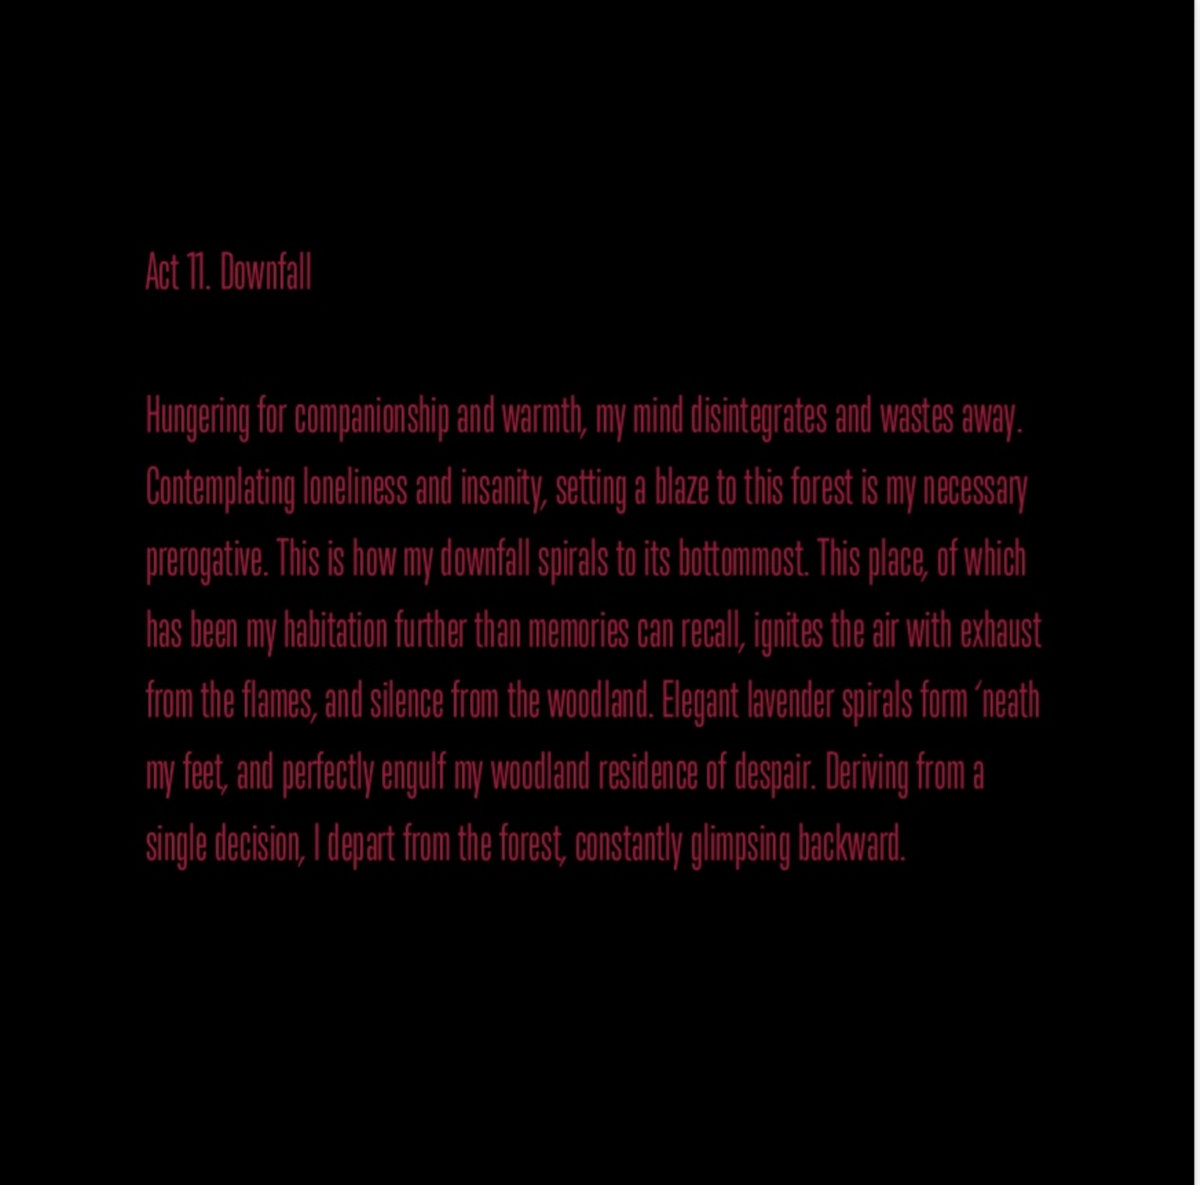 Act 11. Downfall
Hungering for companionship and warmth, my mind disintegrates and wastes away.
Contemplating loneliness and insanity, setting a blaze to this forest is my necessary
prerogative. This is how my downfall spirals to its bottommost. This place, of which
has been my habitation further than memories can recall, ignites the air with exhaust
from the flames, and silence from the woodland. Elegant lavender spirals form ‘neath
my feet, and perfectly engulf my woodland residence of despair. Deriving from a
single decision, I depart from the forest, constantly glimpsing backward.